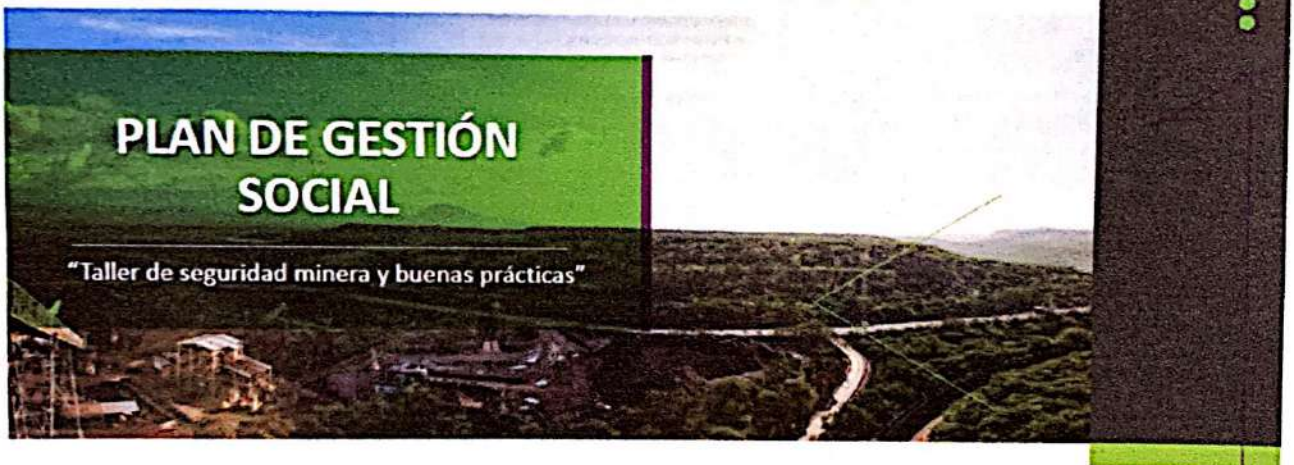 PLAN DE GESTIÓN
SOCIAL
"Taller de seguridad minera y buenas prácticas"